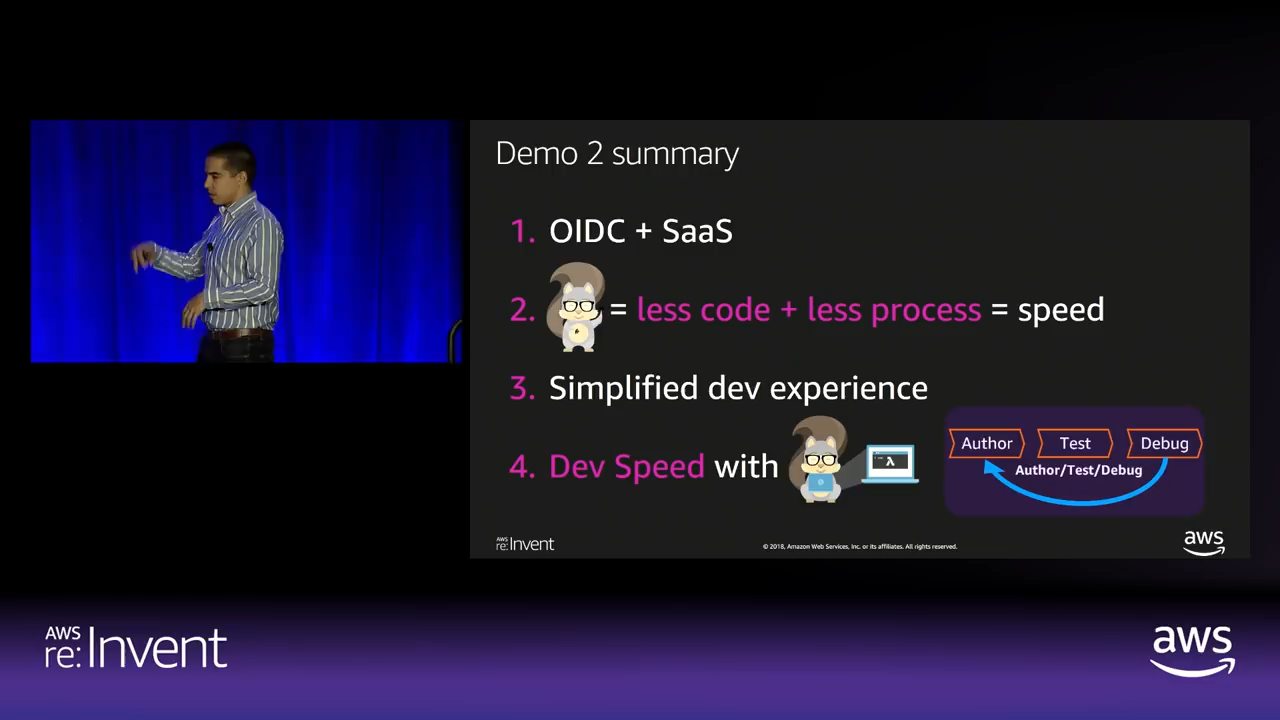 Demo 2 summary
1. OIDC + SaaS
2. = less code + less process = speed
3. Simplified dev experience
4. Dev Speed with
λ
Author Test Debug
Author/Test/Debug
AWS
re:Invent
© 2018, Amazon Web Services, Inc. or its affiliates. All rights reserved.
aws
AWS
re:Invent
aws